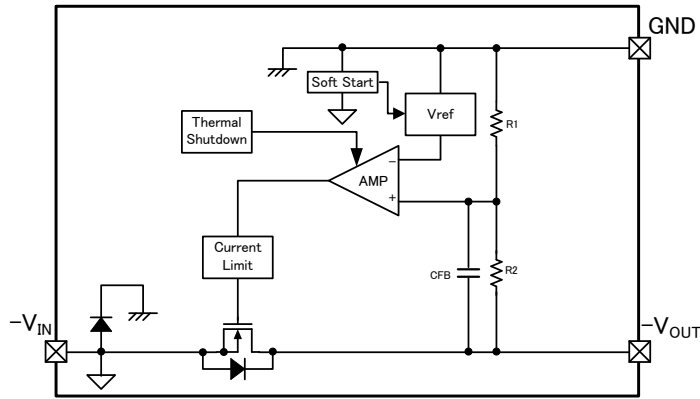 GND
Soft Start
Vref
R1
Thermal
Shutdown
−
AMP
+
Current
Limit
CFB
R2
−VIN
−VOUT